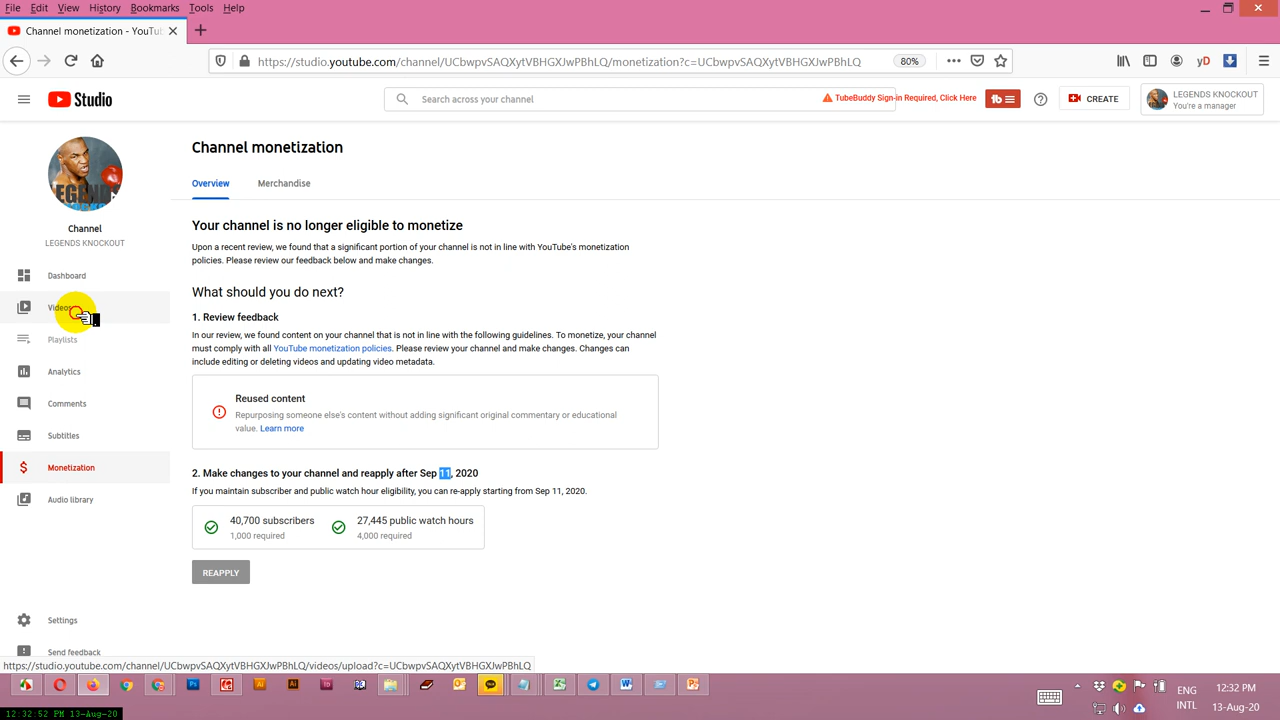 File Edit View History Bookmarks Tools Help
Channel monetization - YouTu
https://studio.youtube.com/channel/UCbwpvSAQXytVBHGXJwPBhLQ/monetization?c=UCbwpvSAQXytVBHGXJwPBhLQ
80%
yD
Studio
Search across your channel
TubeBuddy Sign-in Required, Click Here
tb
CREATE
LEGENDS KNOCKOUT
You're a manager
Channel
LEGENDS KNOCKOUT
Dashboard
Videos
Playlists
Analytics
Comments
Subtitles
Monetization
Audio library
Settings
Send feedback
Channel monetization
Overview
Merchandise
Your channel is no longer eligible to monetize
Upon a recent review, we found that a significant portion of your channel is not in line with YouTube's monetization
policies. Please review our feedback below and make changes.
What should you do next?
1. Review feedback
In our review, we found content on your channel that is not in line with the following guidelines. To monetize, your channel
must comply with all YouTube monetization policies. Please review your channel and make changes. Changes can
include editing or deleting videos and updating video metadata.
Reused content
Repurposing someone else's content without adding significant original commentary or educational
value. Learn more
2. Make changes to your channel and reapply after Sep 11, 2020
If you maintain subscriber and public watch hour eligibility, you can re-apply starting from Sep 11, 2020.
40,700 subscribers
1,000 required
27,445 public watch hours
4,000 required
REAPPLY
https://studio.youtube.com/channel/UCbwpvSAQXytVBHGXJwPBhLQ/videos/upload?c=UCbwpvSAQXytVBHGXJwPBhLQ
ENG
INTL
12:32 PM
13-Aug-20
12:32:52 PM 13-Aug-20